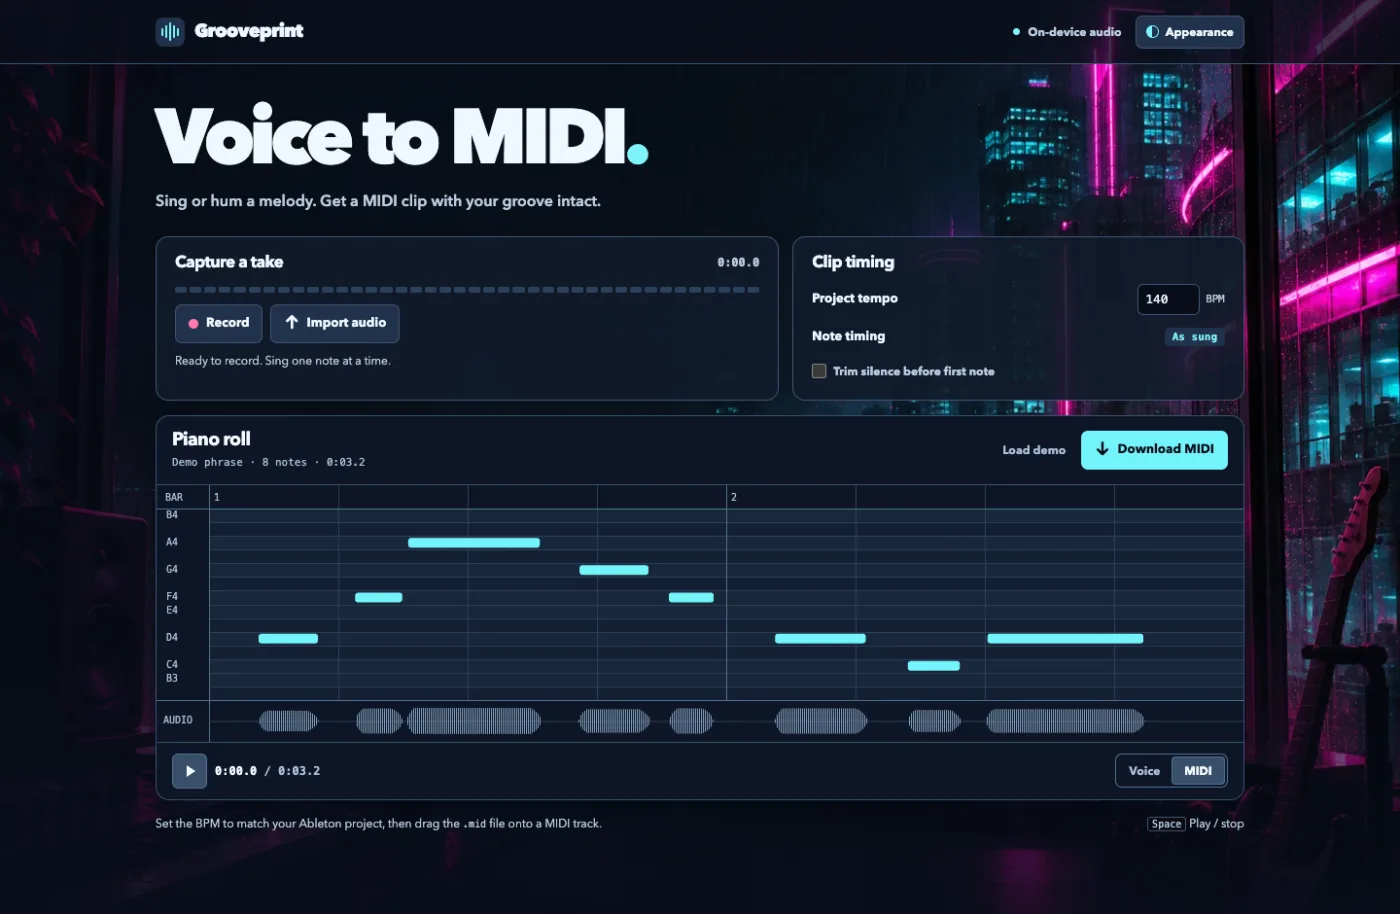 Grooveprint
On-device audio
Appearance
Voice to MIDI.
Sing or hum a melody. Get a MIDI clip with your groove intact.
Capture a take
0:00.0
Record
Import audio
Ready to record. Sing one note at a time.
Clip timing
Project tempo
140 BPM
Note timing
As sung
Trim silence before first note
Piano roll
Demo phrase · 8 notes · 0:03.2
Load demo
Download MIDI
BAR 1 2
B4
A4
G4
F4
E4
D4
C4
B3
AUDIO
0:00.0 / 0:03.2
Voice MIDI
Set the BPM to match your Ableton project, then drag the .mid file onto a MIDI track.
Space Play / stop